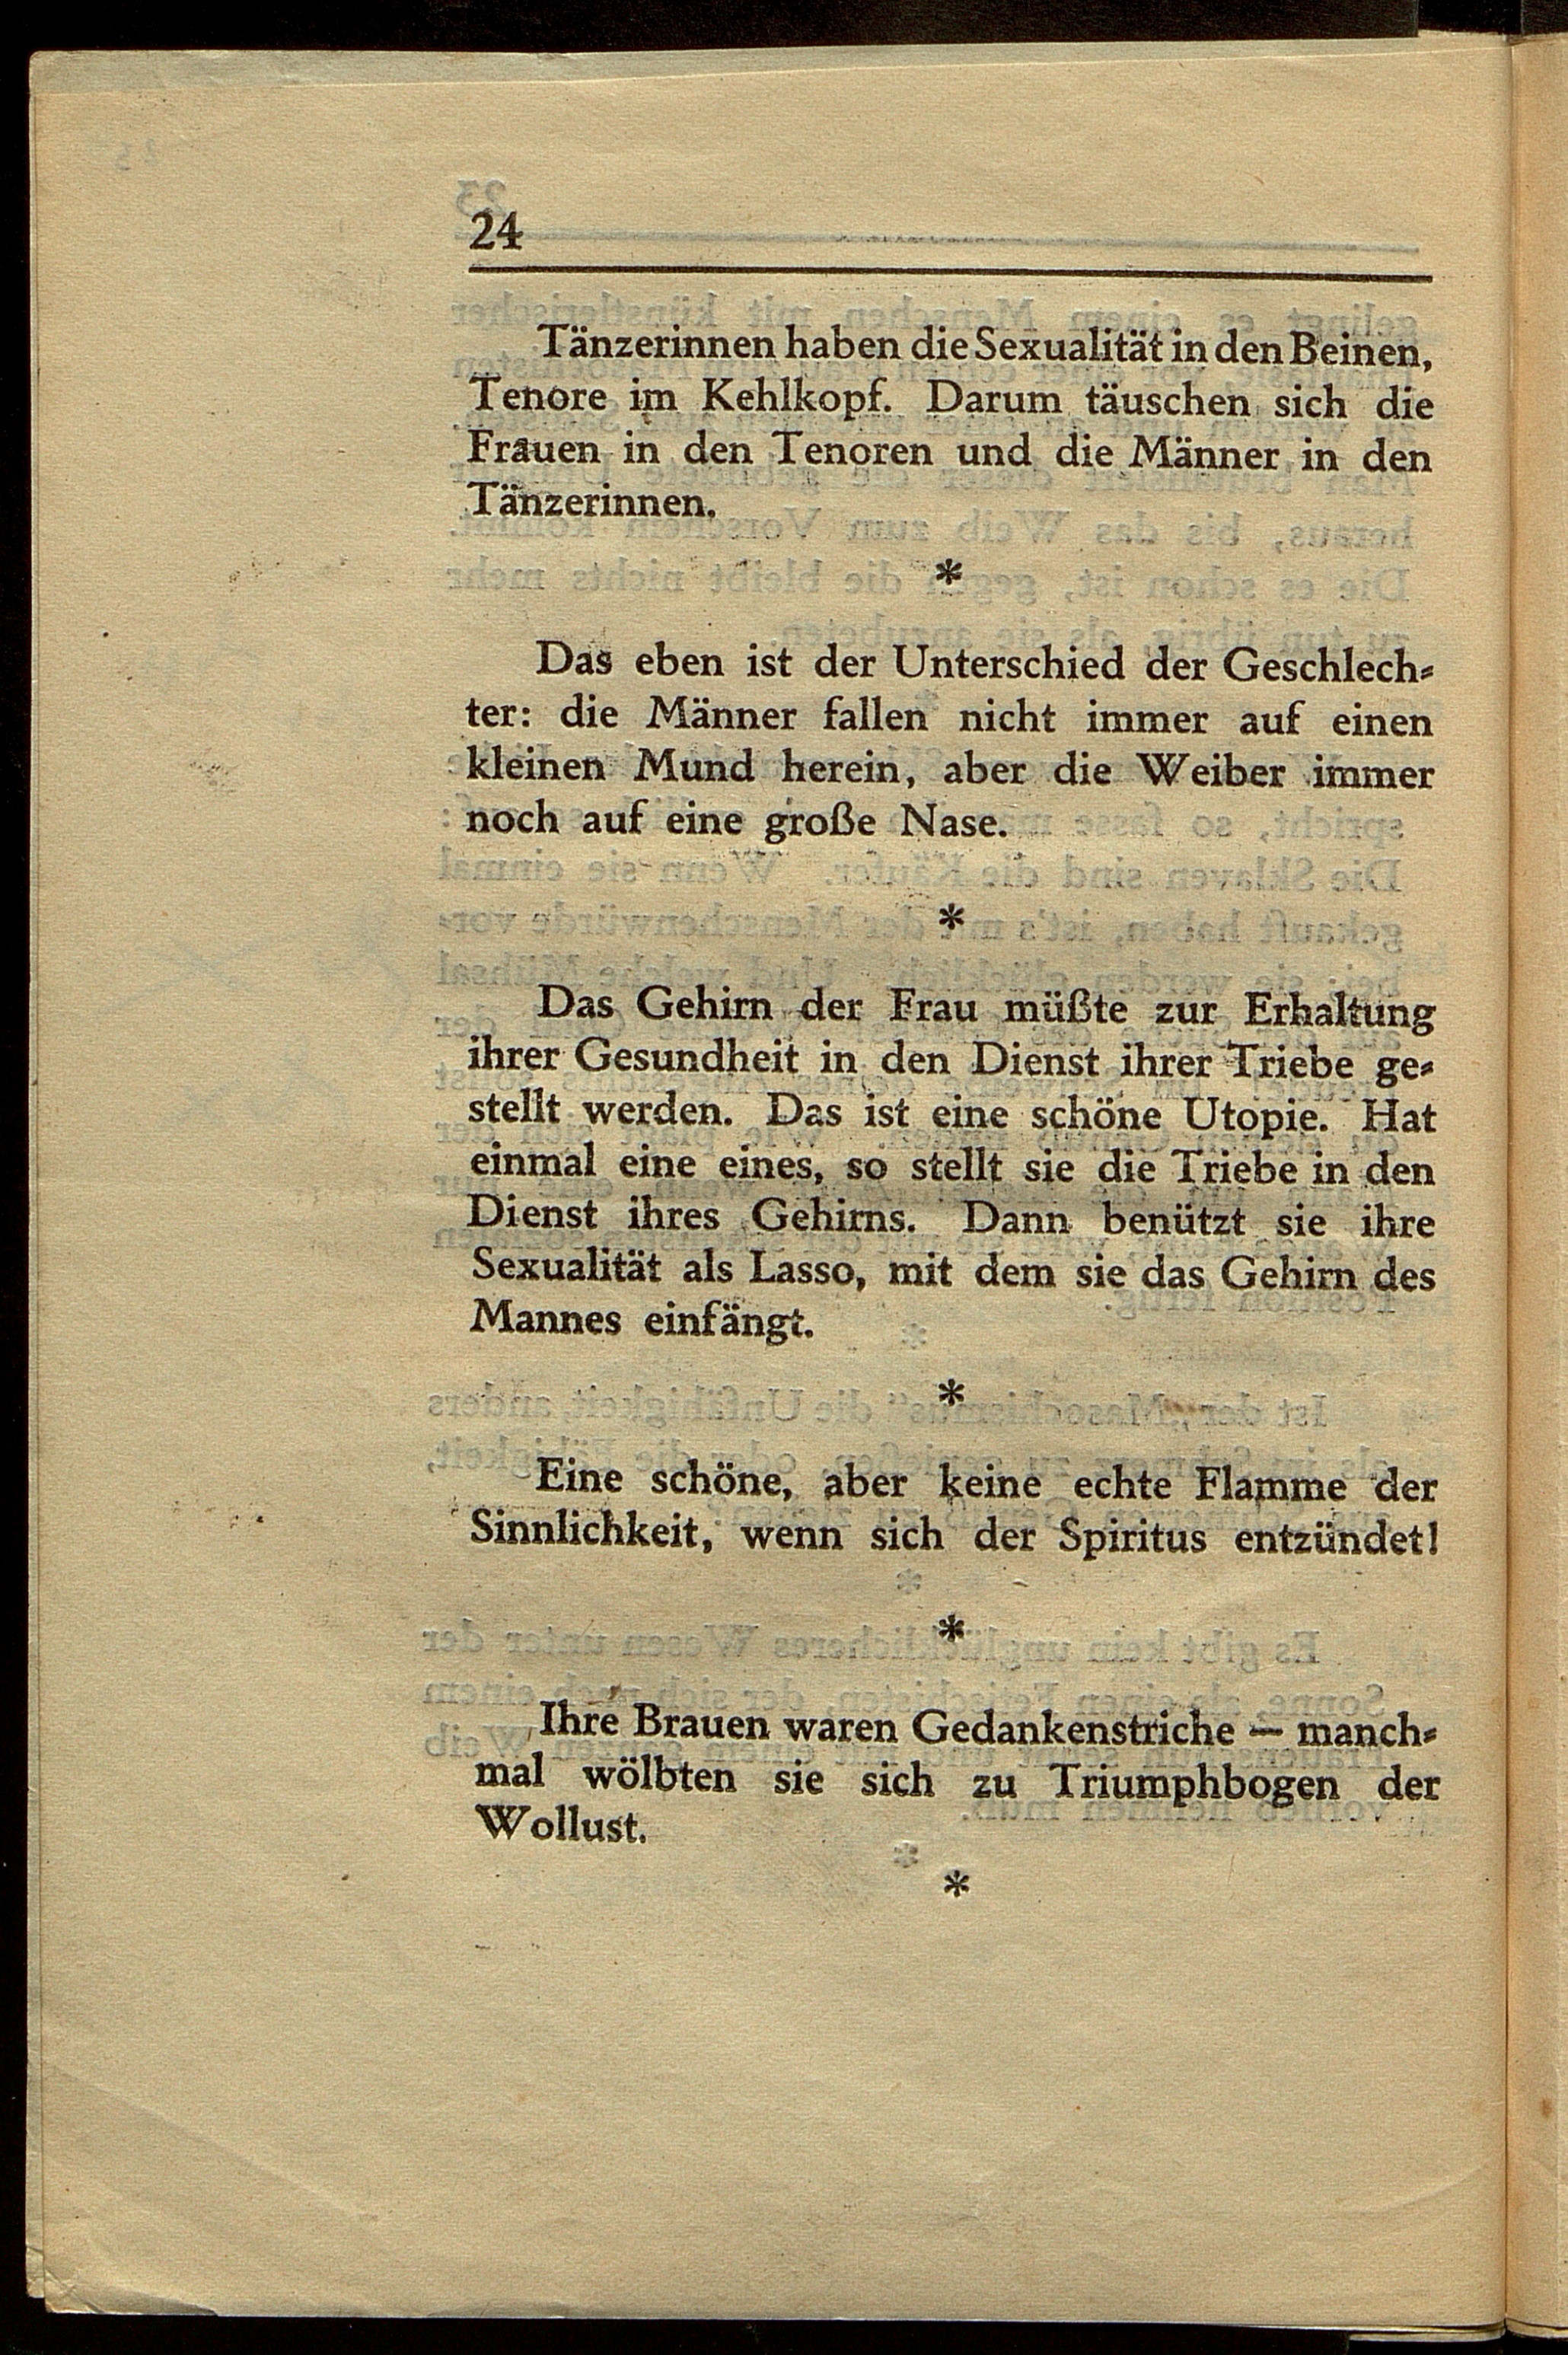 24
Tänzerinnen haben die Sexualität in den Beinen,
Tenore im Kehlkopf. Darum täuschen sich die
Frauen in den Tenoren und die Männer in den
Tänzerinnen.
*
Das eben ist der Unterschied der Geschlech-
ter: die Männer fallen nicht immer auf einen
kleinen Mund herein, aber die Weiber immer
noch auf eine große Nase.
*
Das Gehirn der Frau müßte zur Erhaltung
ihrer Gesundheit in den Dienst ihrer Triebe ge-
stellt werden. Das ist eine schöne Utopie. Hat
einmal eine eines, so stellt sie die Triebe in den
Dienst ihres Gehirns. Dann benützt sie ihre
Sexualität als Lasso, mit dem sie das Gehirn des
Mannes einfängt.
*
Eine schöne, aber keine echte Flamme der
Sinnlichkeit, wenn sich der Spiritus entzündet!
*
Ihre Brauen waren Gedankenstriche — manch-
mal wölbten sie sich zu Triumphbogen der
Wollust.
*